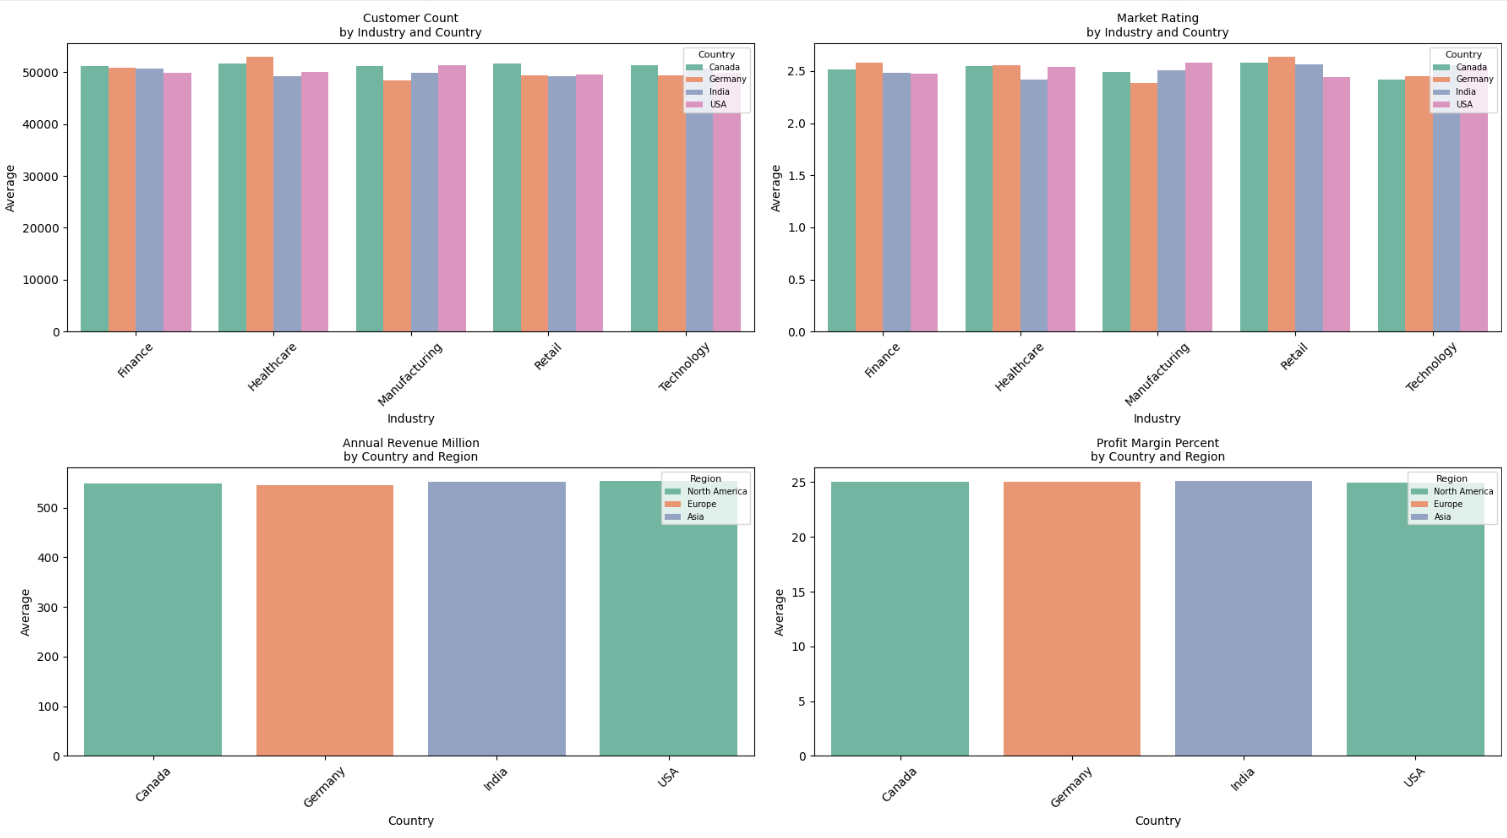 Customer Count
by Industry and Country
Average
50000
40000
30000
20000
10000
0
Country
Canada
Germany
India
USA
Finance
Healthcare
Manufacturing
Retail
Technology
Industry
Market Rating
by Industry and Country
Average
2.5
2.0
1.5
1.0
0.5
0.0
Country
Canada
Germany
India
USA
Finance
Healthcare
Manufacturing
Retail
Technology
Industry
Annual Revenue Million
by Country and Region
Average
500
400
300
200
100
0
Region
North America
Europe
Asia
Canada
Germany
India
USA
Country
Profit Margin Percent
by Country and Region
Average
25
20
15
10
5
0
Region
North America
Europe
Asia
Canada
Germany
India
USA
Country